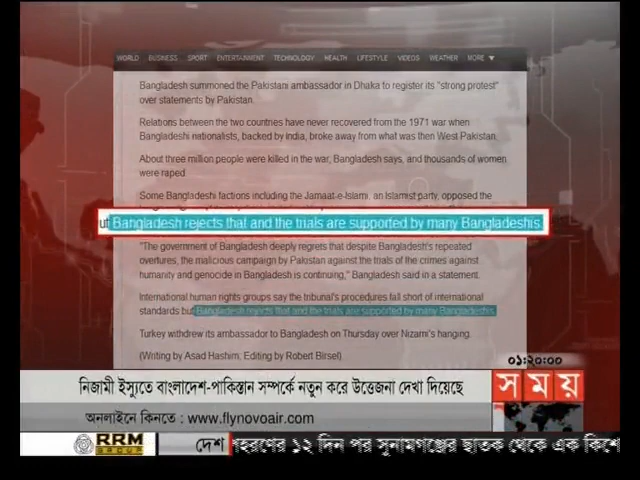 WORLD BUSINESS SPORT ENTERTAINMENT TECHNOLOGY HEALTH LIFESTYLE VIDEOS WEATHER MORE ▼
Bangladesh summoned the Pakistani ambassador in Dhaka to register its "strong protest"
over statements by Pakistan.
Relations between the two countries have never recovered from the 1971 war when
Bangladeshi nationalists, backed by India, broke away from what was then West Pakistan.
About three million people were killed in the war, Bangladesh says, and thousands of women
were raped.
Some Bangladeshi factions including the Jamaat-e-Islami, an Islamist party, opposed the
ut Bangladesh rejects that and the trials are supported by many Bangladeshis.
"The government of Bangladesh deeply regrets that despite Bangladesh's repeated
overtures, the malicious campaign by Pakistan against the trials of the crimes against
humanity and genocide in Bangladesh is continuing," Bangladesh said in a statement.
International human rights groups say the tribunal's procedures fall short of international
standards but Bangladesh rejects that and the trials are supported by many Bangladeshis.
Turkey withdrew its ambassador to Bangladesh on Thursday over Nizami's hanging.
(Writing by Asad Hashim; Editing by Robert Birsel)
০১:২০:০০
নিজামী ইস্যুতে বাংলাদেশ-পাকিস্তান সম্পর্কে নতুন করে উত্তেজনা দেখা দিয়েছে
সময়
অনলাইনে কিনতে : www.flynovoair.com
RRM
GROUP
দেশ
হরণের ১২ দিন পর সুনামগঞ্জের ছাতক থেকে এক কিশে